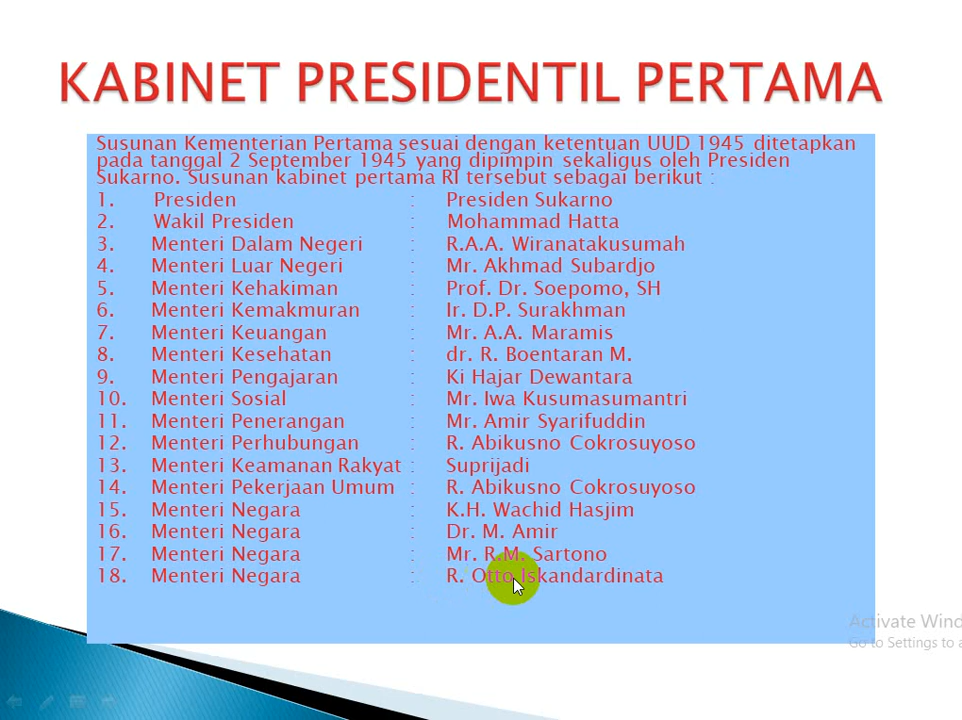 KABINET PRESIDENTIL PERTAMA
Susunan Kementerian Pertama sesuai dengan ketentuan UUD 1945 ditetapkan
pada tanggal 2 September 1945 yang dipimpin sekaligus oleh Presiden
Sukarno. Susunan kabinet pertama RI tersebut sebagai berikut :
1. Presiden : Presiden Sukarno
2. Wakil Presiden : Mohammad Hatta
3. Menteri Dalam Negeri : R.A.A. Wiranatakusumah
4. Menteri Luar Negeri : Mr. Akhmad Subardjo
5. Menteri Kehakiman : Prof. Dr. Soepomo, SH
6. Menteri Kemakmuran : Ir. D.P. Surakhman
7. Menteri Keuangan : Mr. A.A. Maramis
8. Menteri Kesehatan : dr. R. Boentaran M.
9. Menteri Pengajaran : Ki Hajar Dewantara
10. Menteri Sosial : Mr. Iwa Kusumasumantri
11. Menteri Penerangan : Mr. Amir Syarifuddin
12. Menteri Perhubungan : R. Abikusno Cokrosuyoso
13. Menteri Keamanan Rakyat : Suprijadi
14. Menteri Pekerjaan Umum : R. Abikusno Cokrosuyoso
15. Menteri Negara : K.H. Wachid Hasjim
16. Menteri Negara : Dr. M. Amir
17. Menteri Negara : Mr. R.M. Sartono
18. Menteri Negara : R. Otto Iskandardinata
Activate Wind
Go to Settings to a